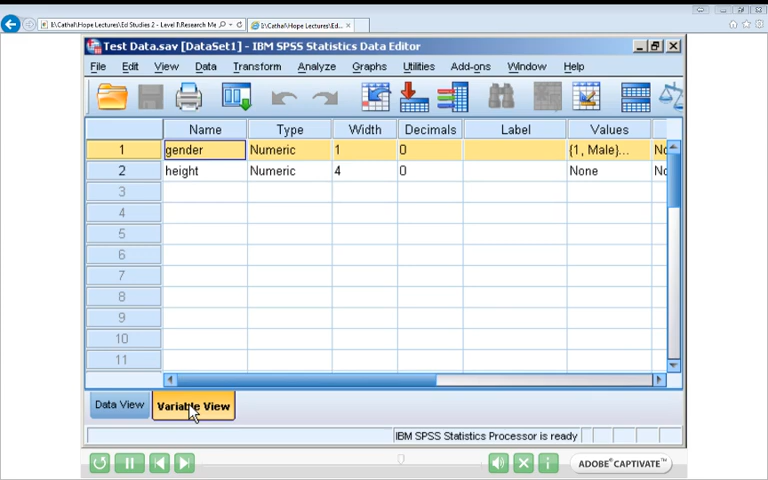 E:\Cathal\Hope Lectures\Ed Studies 2 - Level I\Research Me
E:\Cathal\Hope Lectures\Ed...
Test Data.sav [DataSet1] - IBM SPSS Statistics Data Editor
File Edit View Data Transform Analyze Graphs Utilities Add-ons Window Help
Name Type Width Decimals Label Values
1 gender Numeric 1 0 {1, Male}... No
2 height Numeric 4 0 None No
3
4
5
6
7
8
9
10
11
Data View Variable View
IBM SPSS Statistics Processor is ready
ADOBE® CAPTIVATE™